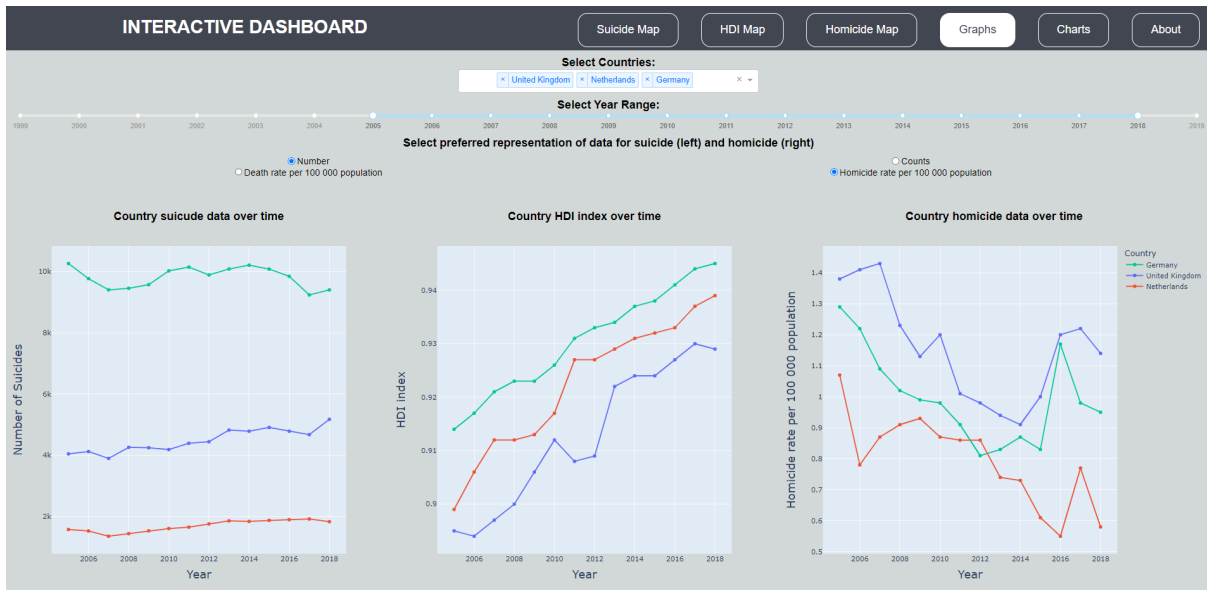 INTERACTIVE DASHBOARD
Suicide Map
HDI Map
Homicide Map
Graphs
Charts
About
Select Countries:
× United Kingdom × Netherlands × Germany ×
Select Year Range:
1999 2000 2001 2002 2003 2004 2005 2006 2007 2008 2009 2010 2011 2012 2013 2014 2015 2016 2017 2018 2019
Select preferred representation of data for suicide (left) and homicide (right)
Number
Death rate per 100 000 population
Counts
Homicide rate per 100 000 population
Country suicude data over time
Number of Suicides
10k
8k
6k
4k
2k
2006 2008 2010 2012 2014 2016 2018
Year
Country HDI index over time
HDI index
0.94
0.93
0.92
0.91
0.9
2006 2008 2010 2012 2014 2016 2018
Year
Country homicide data over time
Homicide rate per 100 000 population
1.4
1.3
1.2
1.1
1
0.9
0.8
0.7
0.6
0.5
2006 2008 2010 2012 2014 2016 2018
Year
Country
Germany
United Kingdom
Netherlands